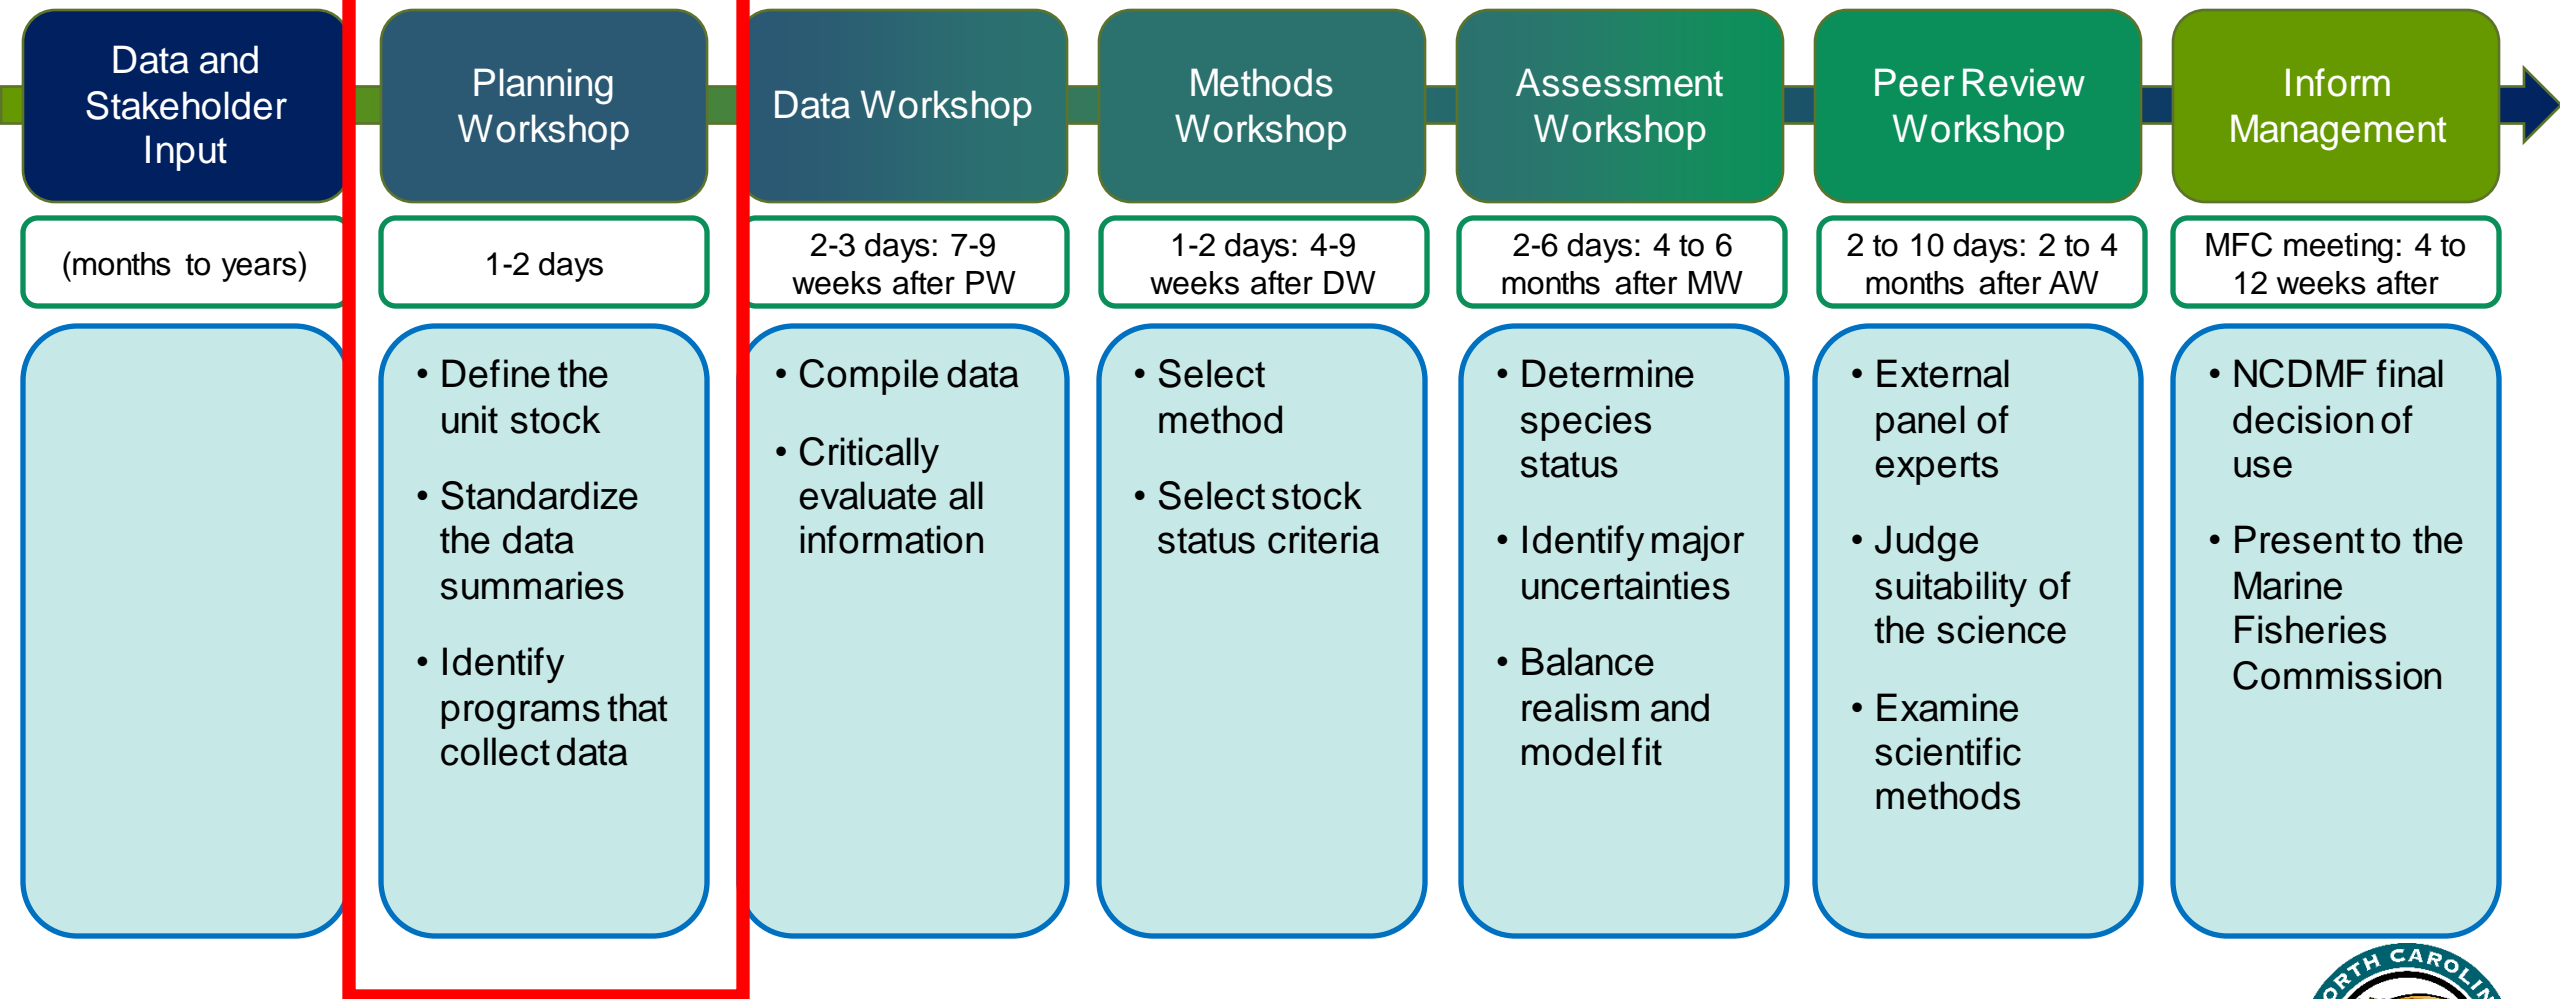 Data and
Stakeholder
Input
Planning
Workshop
Data Workshop
Methods
Workshop
Assessment
Workshop
Peer Review
Workshop
Inform
Management
(months to years)
1-2 days
2-3 days: 7-9
weeks after PW
1-2 days: 4-9
weeks after DW
2-6 days: 4 to 6
months after MW
2 to 10 days: 2 to 4
months after AW
MFC meeting: 4 to
12 weeks after
• Define the
unit stock
• Standardize
the data
summaries
• Identify
programs that
collect data
• Compile data
• Critically
evaluate all
information
• Select
method
• Select stock
status criteria
• Determine
species
status
• Identify major
uncertainties
• Balance
realism and
model fit
• External
panel of
experts
• Judge
suitability of
the science
• Examine
scientific
methods
• NCDMF final
decision of
use
• Present to the
Marine
Fisheries
Commission